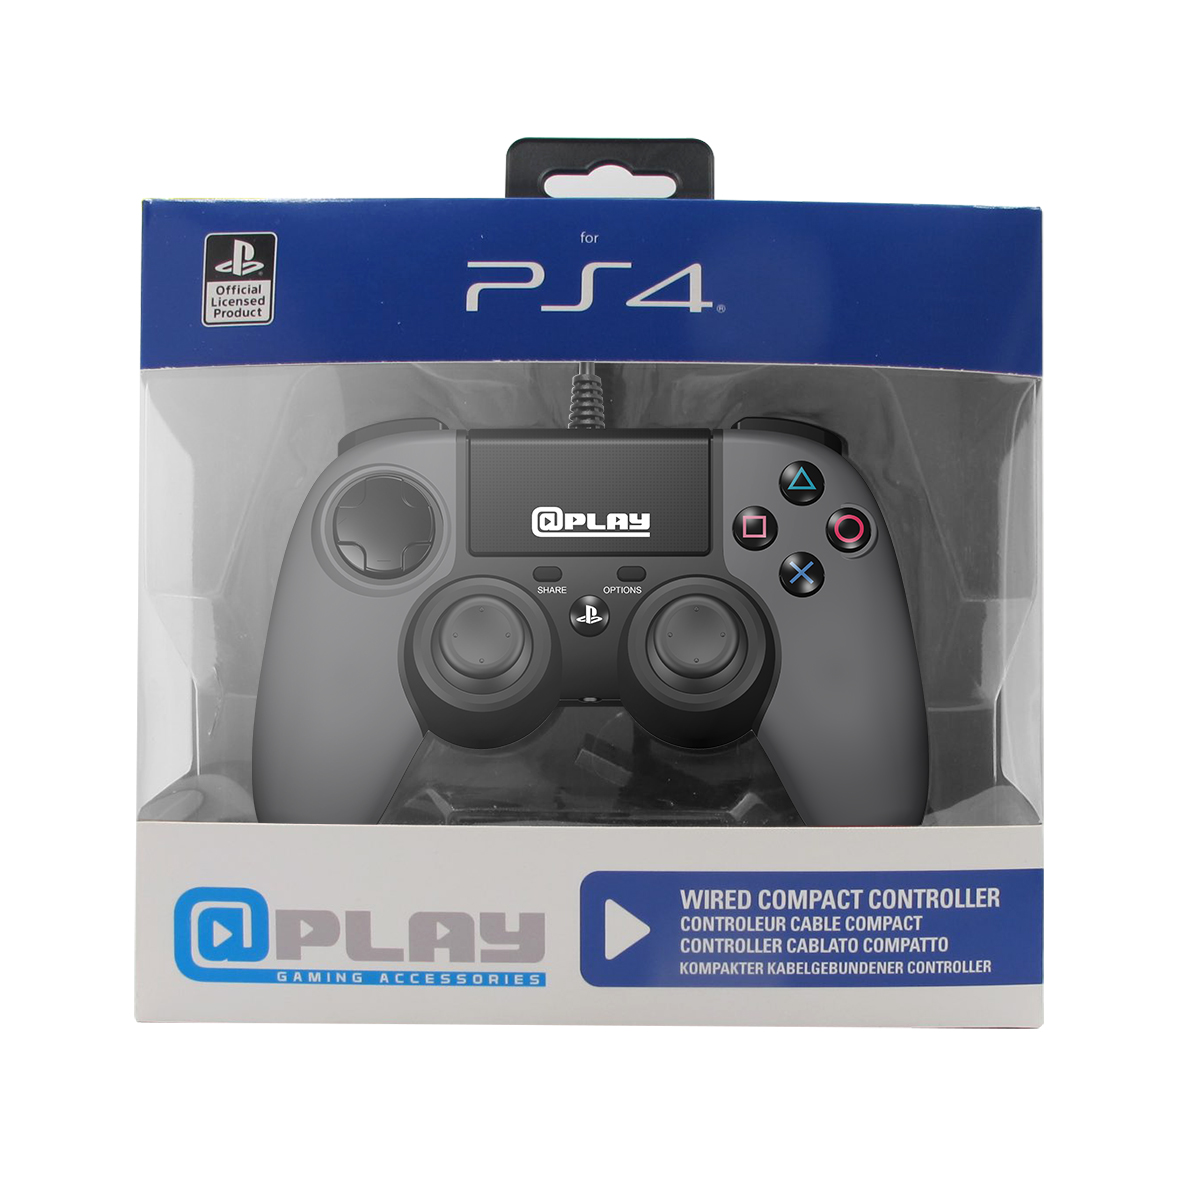 for
PS4®
Official
Licensed
Product
@PLAY
SHARE
OPTIONS
@PLAY
GAMING ACCESSORIES
WIRED COMPACT CONTROLLER
CONTROLEUR CABLE COMPACT
CONTROLLER CABLATO COMPATTO
KOMPAKTER KABELGEBUNDENER CONTROLLER